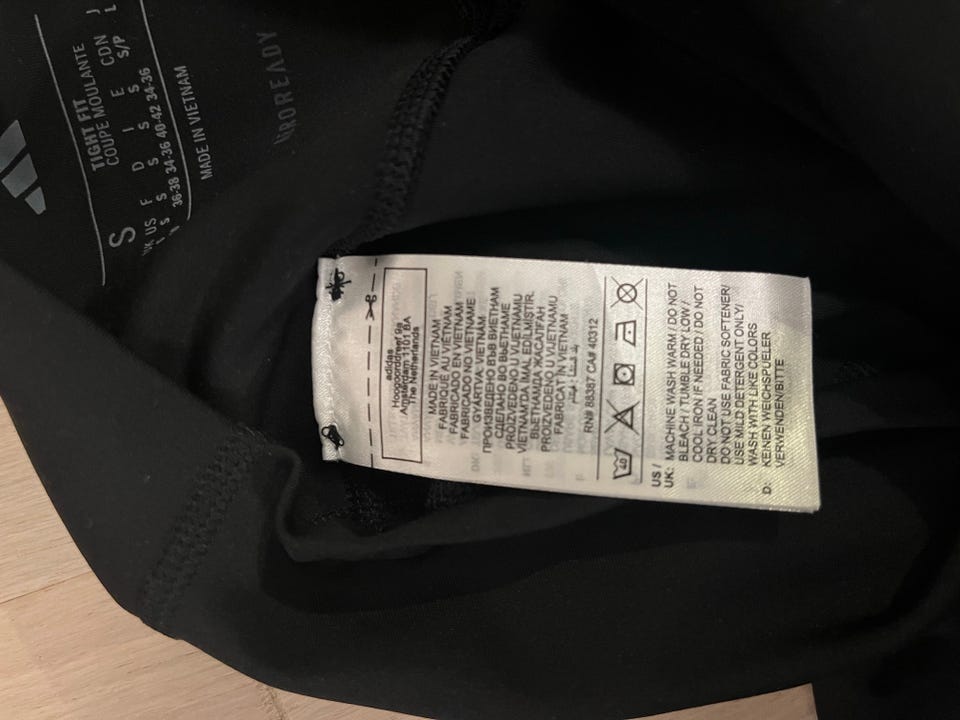 TIGHT FIT
COUPE MOULANTE
S
UK US F D I E CDN J
S S S S S S/P L
36-38 34-36 40-42 34-36
MADE IN VIETNAM
adidas
Hoogoorddreef 9a
Amsterdam 1101 BA
The Netherlands
MADE IN VIETNAM
FABRIQUÉ AU VIETNAM
FABRICADO EN VIETNAM
FABRICADO NO VIETNAME
GYÁRTVA: VIETNÁM
ПРОИЗВЕДЕНО ВЪВ ВИЕТНАМ
СДЕЛАНО ВО ВЬЕТНАМЕ
PROIZVEDENO U VIJETNAMU
VIETNAM'DA İMAL EDİLMİŞTİR.
ВЬЕТНАМДА ЖАСАЛҒАН
PROIZVEDENO U VIJETNAMU
FABRICAT ÎN VIETNAM
RN# 88387 CA# 40312
40
US /
UK: MACHINE WASH WARM / DO NOT
BLEACH / TUMBLE DRY LOW /
COOL IRON IF NEEDED / DO NOT
DRY CLEAN
DO NOT USE FABRIC SOFTENER/
USE MILD DETERGENT ONLY/
WASH WITH LIKE COLORS
D: KEINEN WEICHSPUELER
VERWENDEN/BITTE